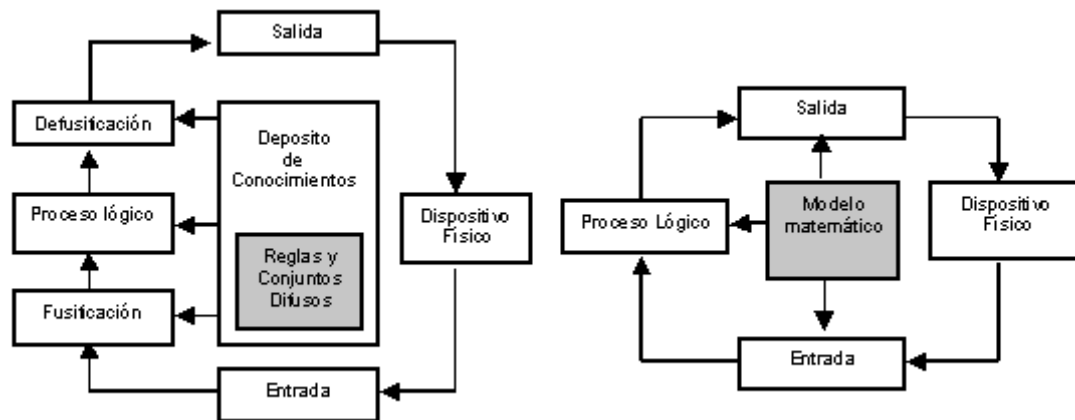 Salida
Defusificación
Deposito
de
Conocimientos
Proceso lógico
Dispositivo
Físico
Reglas y
Conjuntos
Difusos
Fusificación
Entrada
Salida
Modelo
matemático
Proceso Lógico
Dispositivo
Físico
Entrada